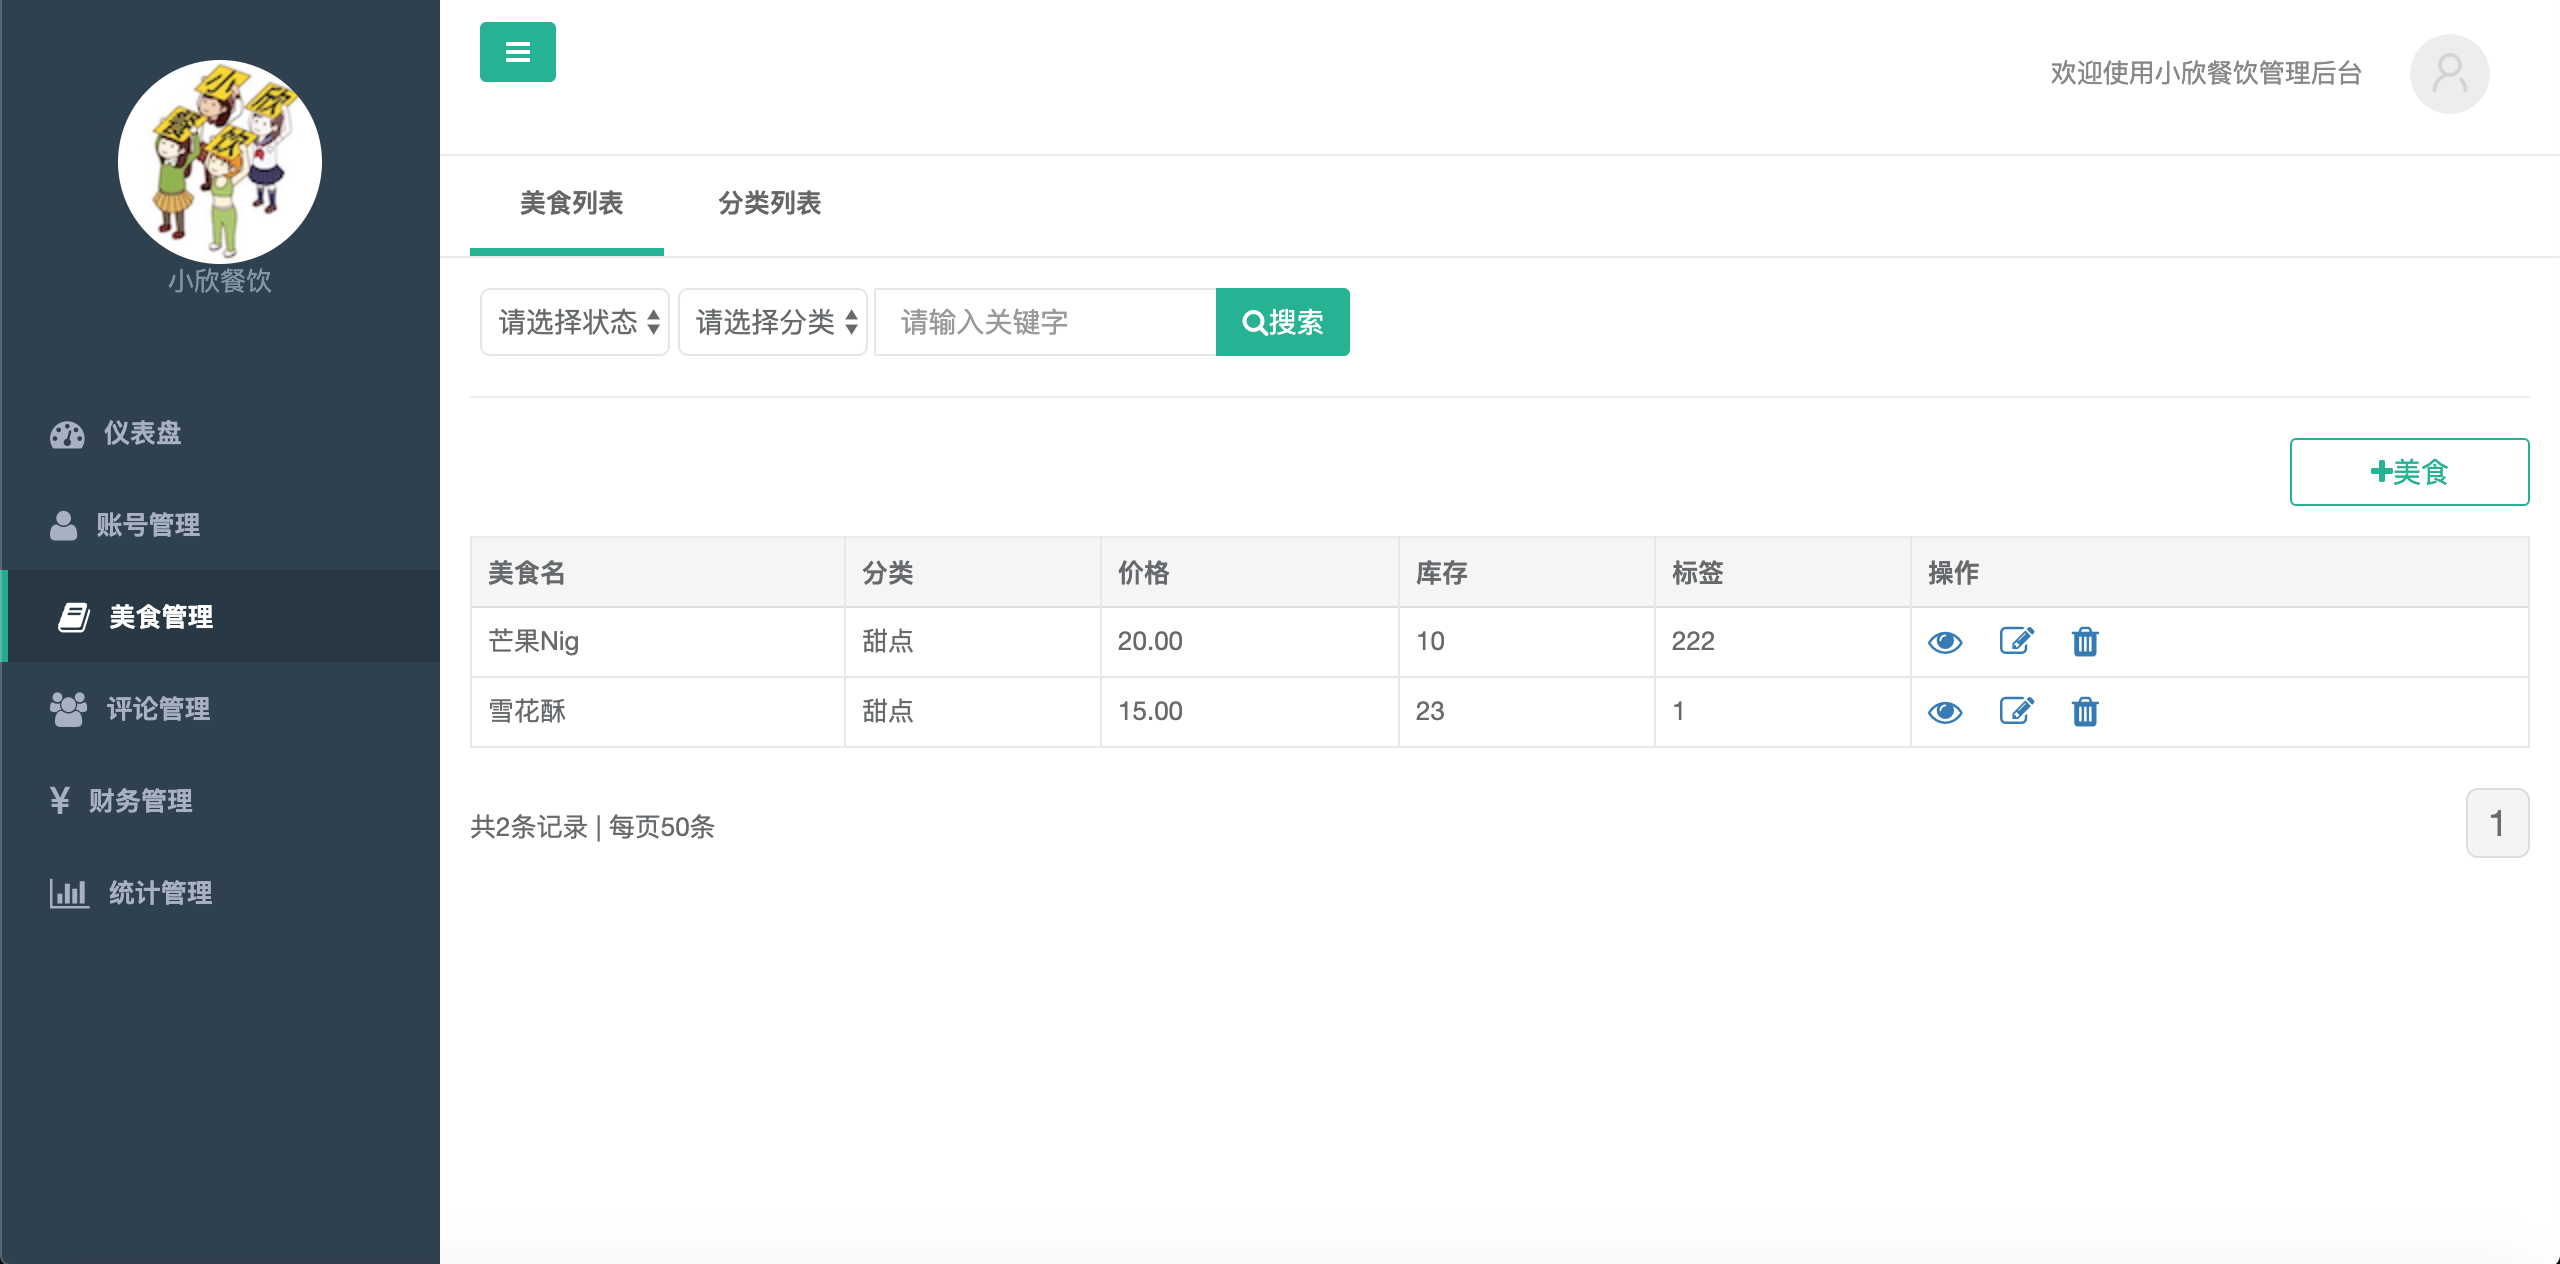 小欣餐饮
小欣餐饮
仪表盘
账号管理
美食管理
评论管理
¥ 财务管理
统计管理
欢迎使用小欣餐饮管理后台
美食列表 分类列表
请选择状态 请选择分类 请输入关键字 搜索
+美食
美食名 分类 价格 库存 标签 操作
芒果Nig 甜点 20.00 10 222
雪花酥 甜点 15.00 23 1
共2条记录 | 每页50条
1